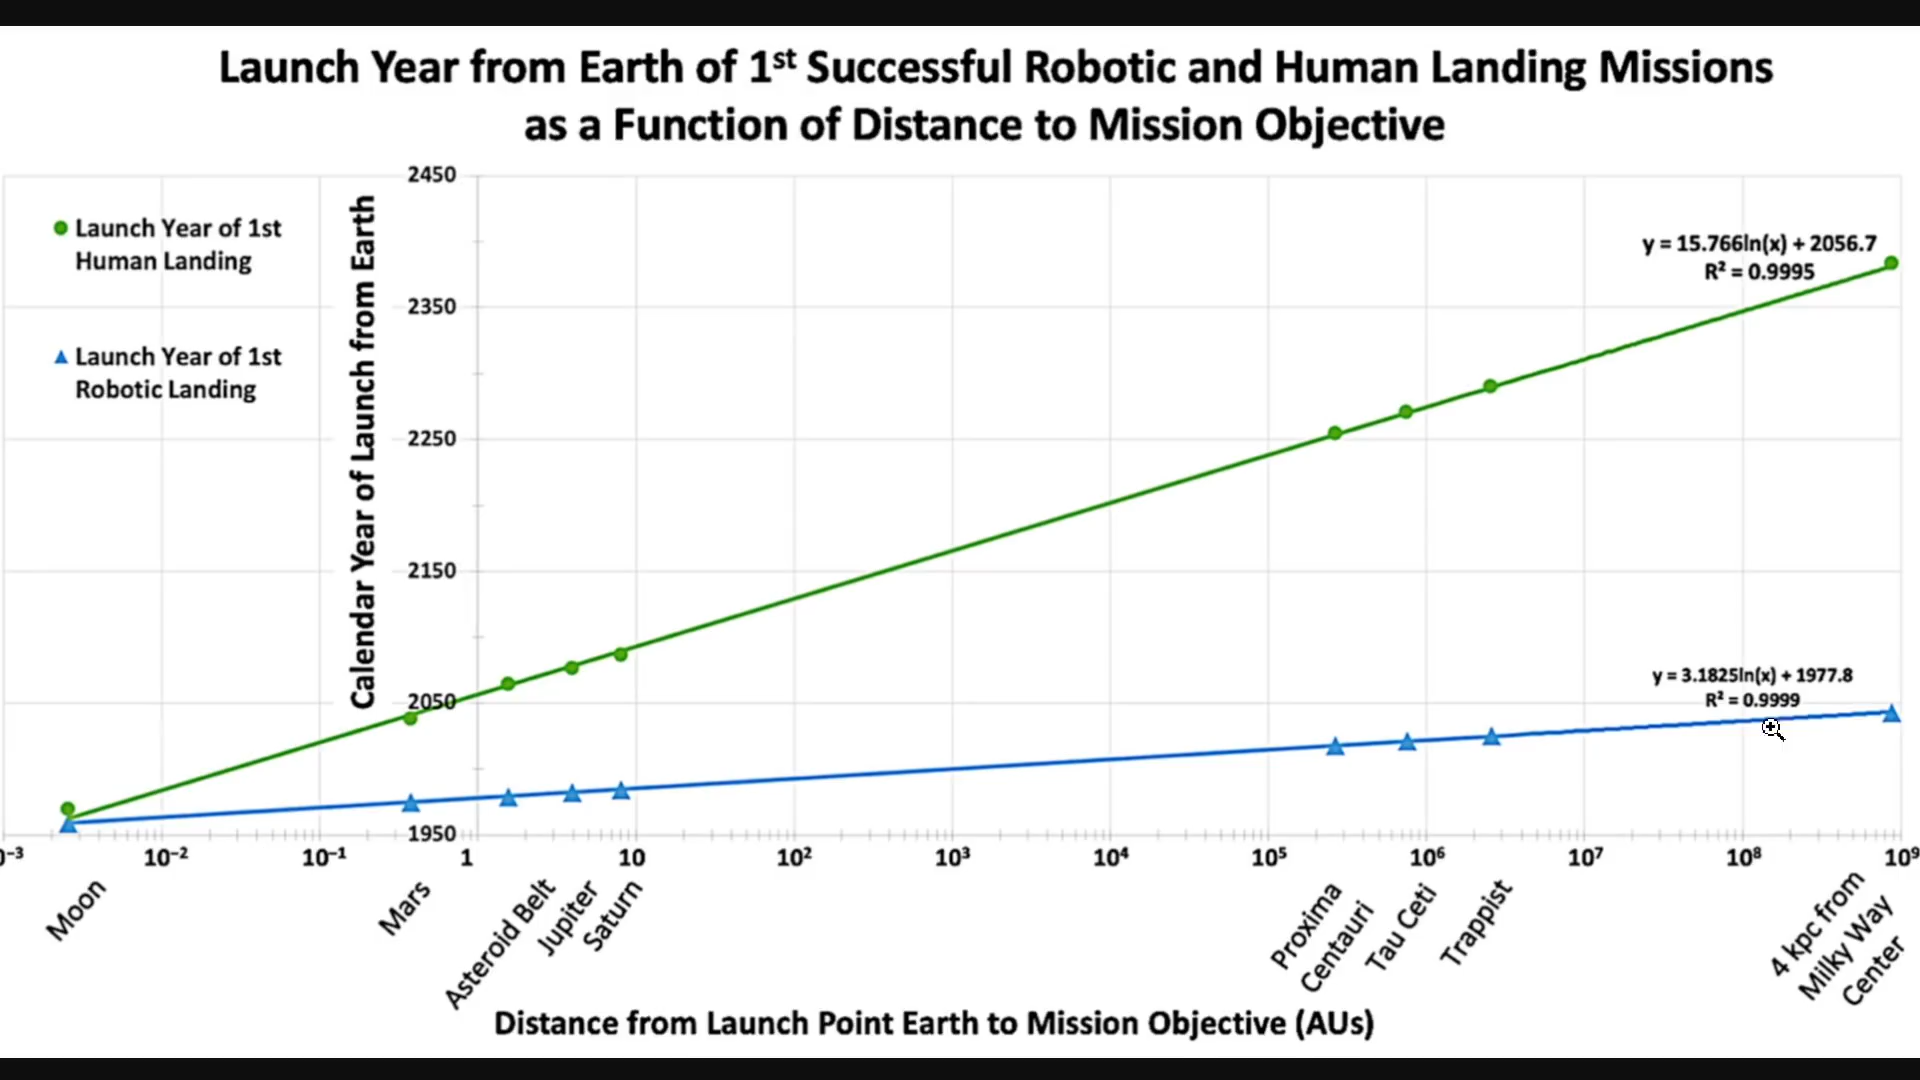 Launch Year from Earth of 1ˢᵗ Successful Robotic and Human Landing Missions
as a Function of Distance to Mission Objective
Launch Year of 1st
Human Landing
Launch Year of 1st
Robotic Landing
Calendar Year of Launch from Earth
2450
2350
2250
2150
2050
1950
y = 15.766ln(x) + 2056.7
R² = 0.9995
y = 3.1825ln(x) + 1977.8
R² = 0.9999
0⁻³ 10⁻² 10⁻¹ 1 10 10² 10³ 10⁴ 10⁵ 10⁶ 10⁷ 10⁸ 10⁹
Moon
Mars
Asteroid Belt
Jupiter
Saturn
Proxima
Centauri
Tau Ceti
Trappist
4 kpc from
Milky Way
Center
Distance from Launch Point Earth to Mission Objective (AUs)